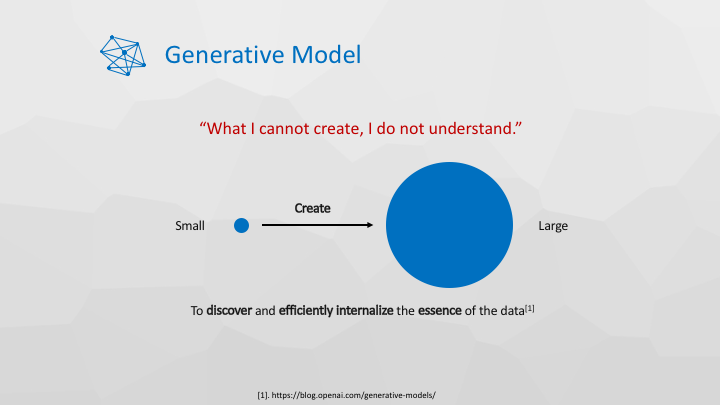 Generative Model
“What I cannot create, I do not understand.”
Create
Small
Large
To discover and efficiently internalize the essence of the data[1]
[1]. https://blog.openai.com/generative-models/